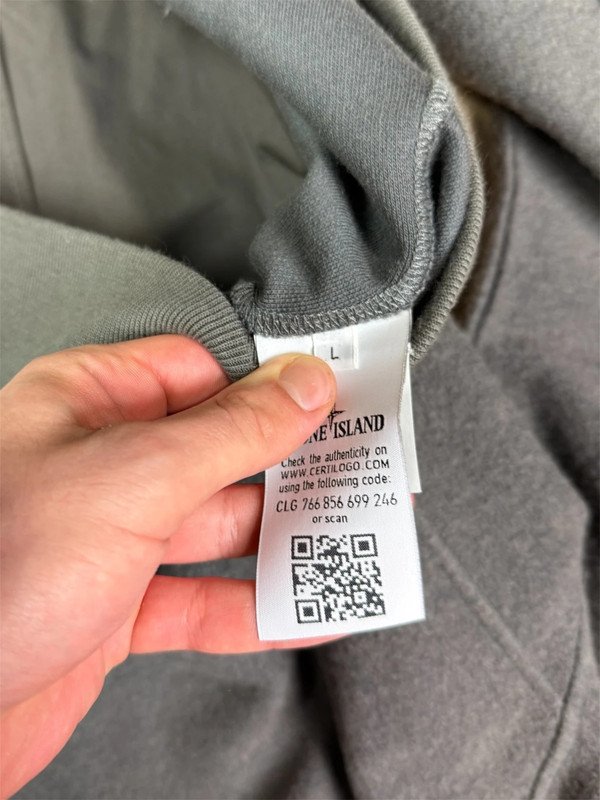 L
NE ISLAND
Check the authenticity on
WWW.CERTILOGO.COM
using the following code:
CLG 766 856 699 246
or scan